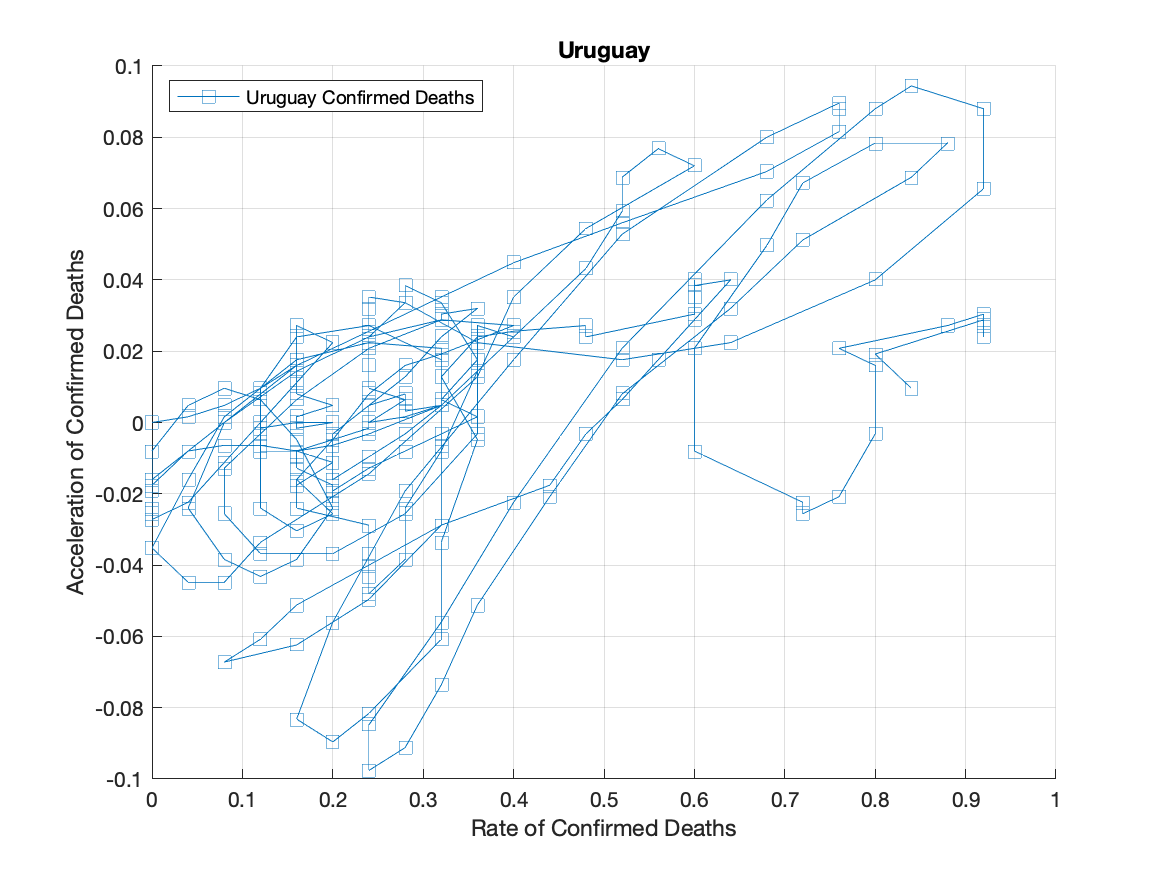 Uruguay
Uruguay Confirmed Deaths
0.1
0.08
0.06
0.04
0.02
0
-0.02
-0.04
-0.06
-0.08
-0.1
Acceleration of Confirmed Deaths
0 0.1 0.2 0.3 0.4 0.5 0.6 0.7 0.8 0.9 1
Rate of Confirmed Deaths